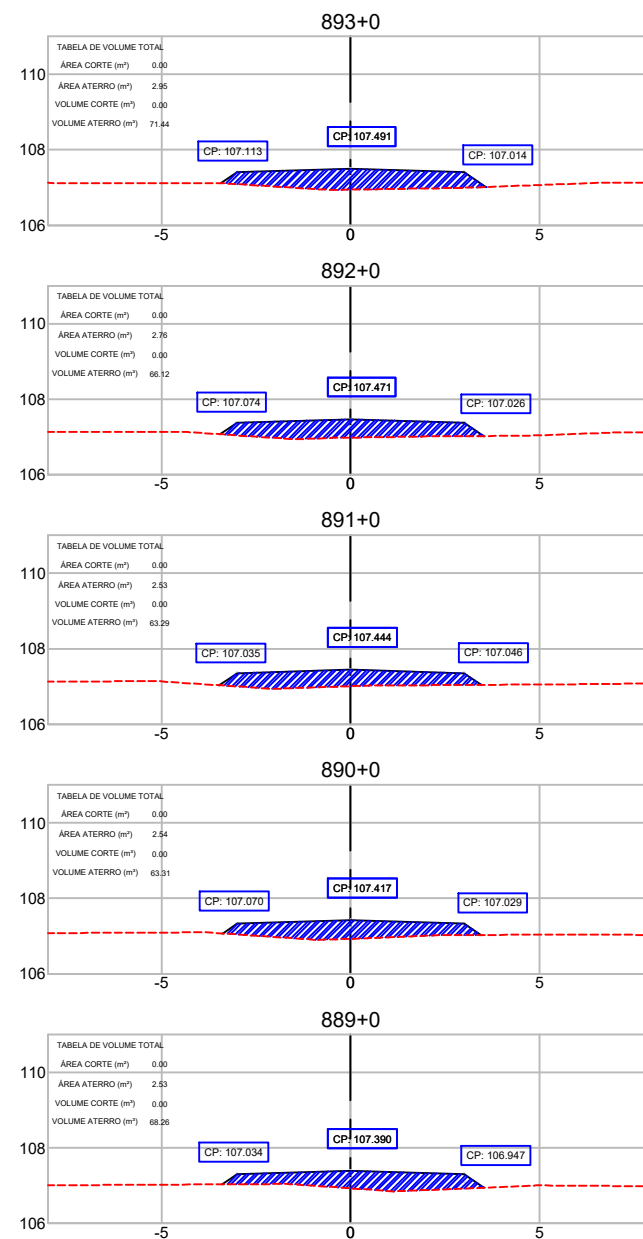 893+0
TABELA DE VOLUME TOTAL
ÁREA CORTE (m²) 0.00
ÁREA ATERRO (m²) 2.95
VOLUME CORTE (m³) 0.00
VOLUME ATERRO (m³) 71.44
110
108
106
CP: 107.113
CP: 107.491
CP: 107.014
-5 0 5
892+0
TABELA DE VOLUME TOTAL
ÁREA CORTE (m²) 0.00
ÁREA ATERRO (m²) 2.76
VOLUME CORTE (m³) 0.00
VOLUME ATERRO (m³) 66.12
110
108
106
CP: 107.074
CP: 107.471
CP: 107.026
-5 0 5
891+0
TABELA DE VOLUME TOTAL
ÁREA CORTE (m²) 0.00
ÁREA ATERRO (m²) 2.53
VOLUME CORTE (m³) 0.00
VOLUME ATERRO (m³) 63.29
110
108
106
CP: 107.035
CP: 107.444
CP: 107.046
-5 0 5
890+0
TABELA DE VOLUME TOTAL
ÁREA CORTE (m²) 0.00
ÁREA ATERRO (m²) 2.54
VOLUME CORTE (m³) 0.00
VOLUME ATERRO (m³) 63.31
110
108
106
CP: 107.070
CP: 107.417
CP: 107.029
-5 0 5
889+0
TABELA DE VOLUME TOTAL
ÁREA CORTE (m²) 0.00
ÁREA ATERRO (m²) 2.53
VOLUME CORTE (m³) 0.00
VOLUME ATERRO (m³) 68.26
110
108
106
CP: 107.034
CP: 107.390
CP: 106.947
-5 0 5